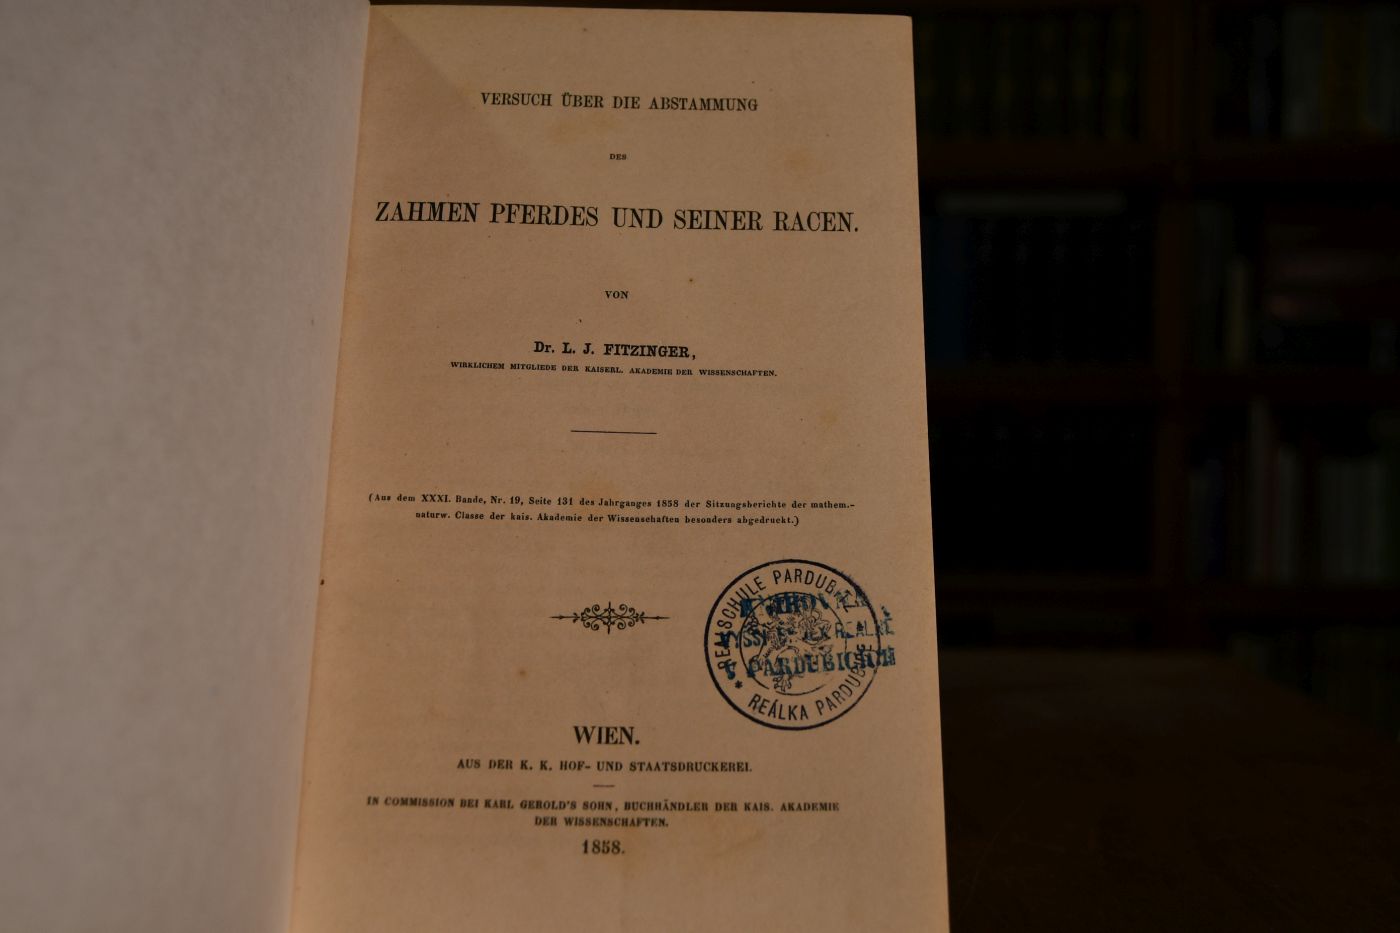 VERSUCH ÜBER DIE ABSTAMMUNG
DES
ZAHMEN PFERDES UND SEINER RACEN.
VON
Dr. L. J. FITZINGER,
WIRKLICHEM MITGLIEDE DER KAISERL. AKADEMIE DER WISSENSCHAFTEN.
(Aus dem XXXI. Bande, Nr. 19, Seite 131 des Jahrganges 1858 der Sitzungsberichte der mathem.-
naturw. Classe der kais. Akademie der Wissenschaften besonders abgedruckt.)
REALSCHULE PARDUBITZ
REÁLKA PARDUBICE
V PARDUBICÍCH
WIEN.
AUS DER K. K. HOF- UND STAATSDRUCKEREI.
IN COMMISSION BEI KARL GEROLD'S SOHN, BUCHHÄNDLER DER KAIS. AKADEMIE
DER WISSENSCHAFTEN.
1858.